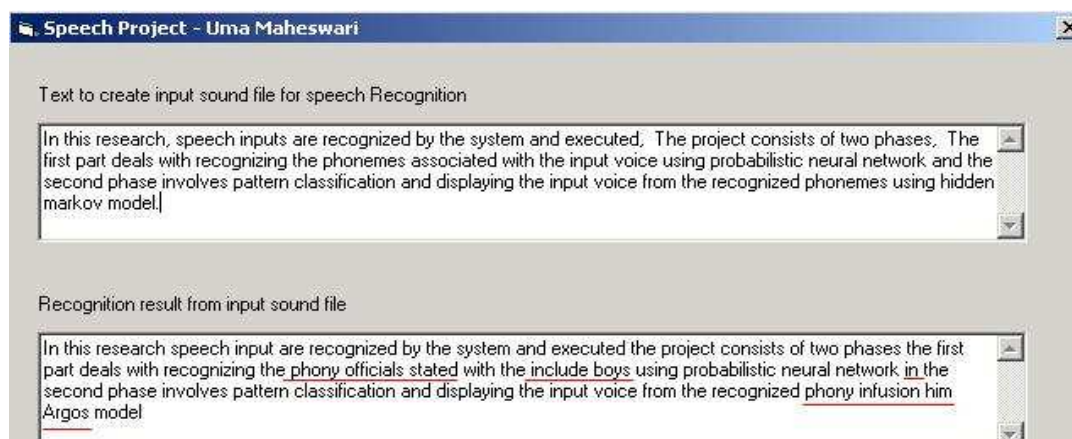 Speech Project - Uma Maheswari
Text to create input sound file for speech Recognition
In this research, speech inputs are recognized by the system and executed, The project consists of two phases, The
first part deals with recognizing the phonemes associated with the input voice using probabilistic neural network and the
second phase involves pattern classification and displaying the input voice from the recognized phonemes using hidden
markov model.
Recognition result from input sound file
In this research speech input are recognized by the system and executed the project consists of two phases the first
part deals with recognizing the phony officials stated with the include boys using probabilistic neural network in the
second phase involves pattern classification and displaying the input voice from the recognized phony infusion him
Argos model